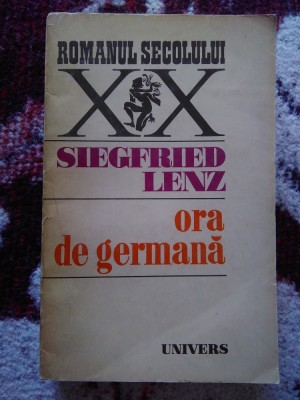 ROMANUL SECOLULUI
XX
SIEGFRIED
LENZ
ora
de germană
UNIVERS